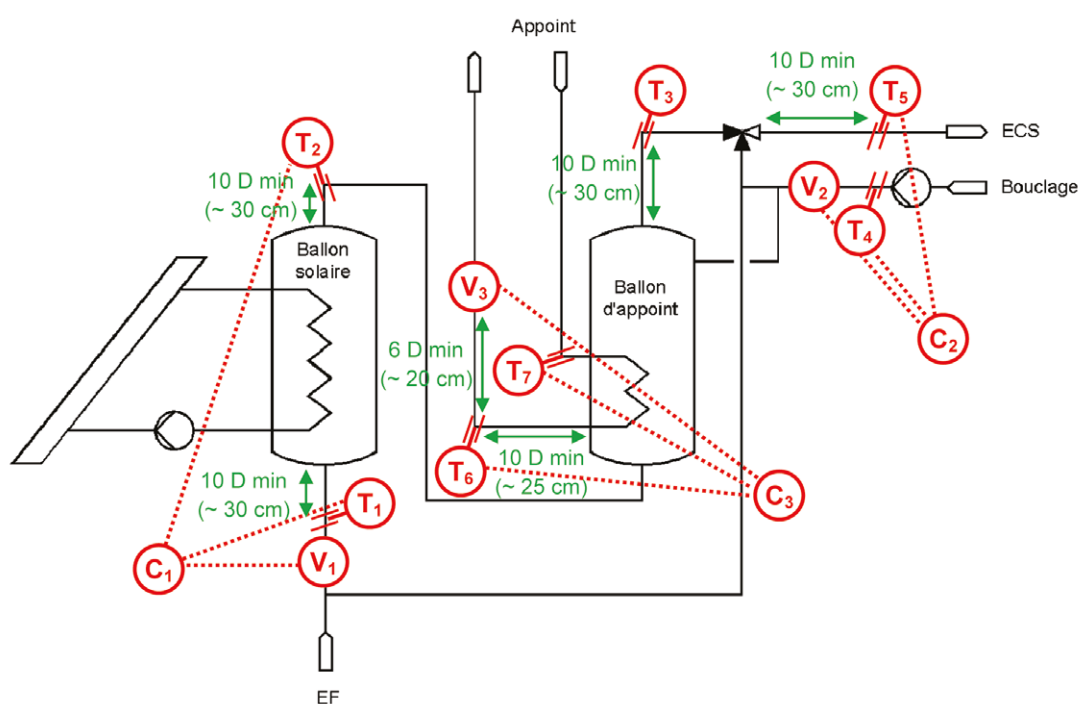 Appoint
10 D min
(~ 30 cm)
T3
T5
ECS
T2
10 D min
(~ 30 cm)
10 D min
(~ 30 cm)
V2
Bouclage
T4
Ballon
solaire
V3
Ballon
d'appoint
C2
6 D min
(~ 20 cm)
T7
10 D min
(~ 25 cm)
T6
C3
10 D min
(~ 30 cm)
T1
C1
V1
EF